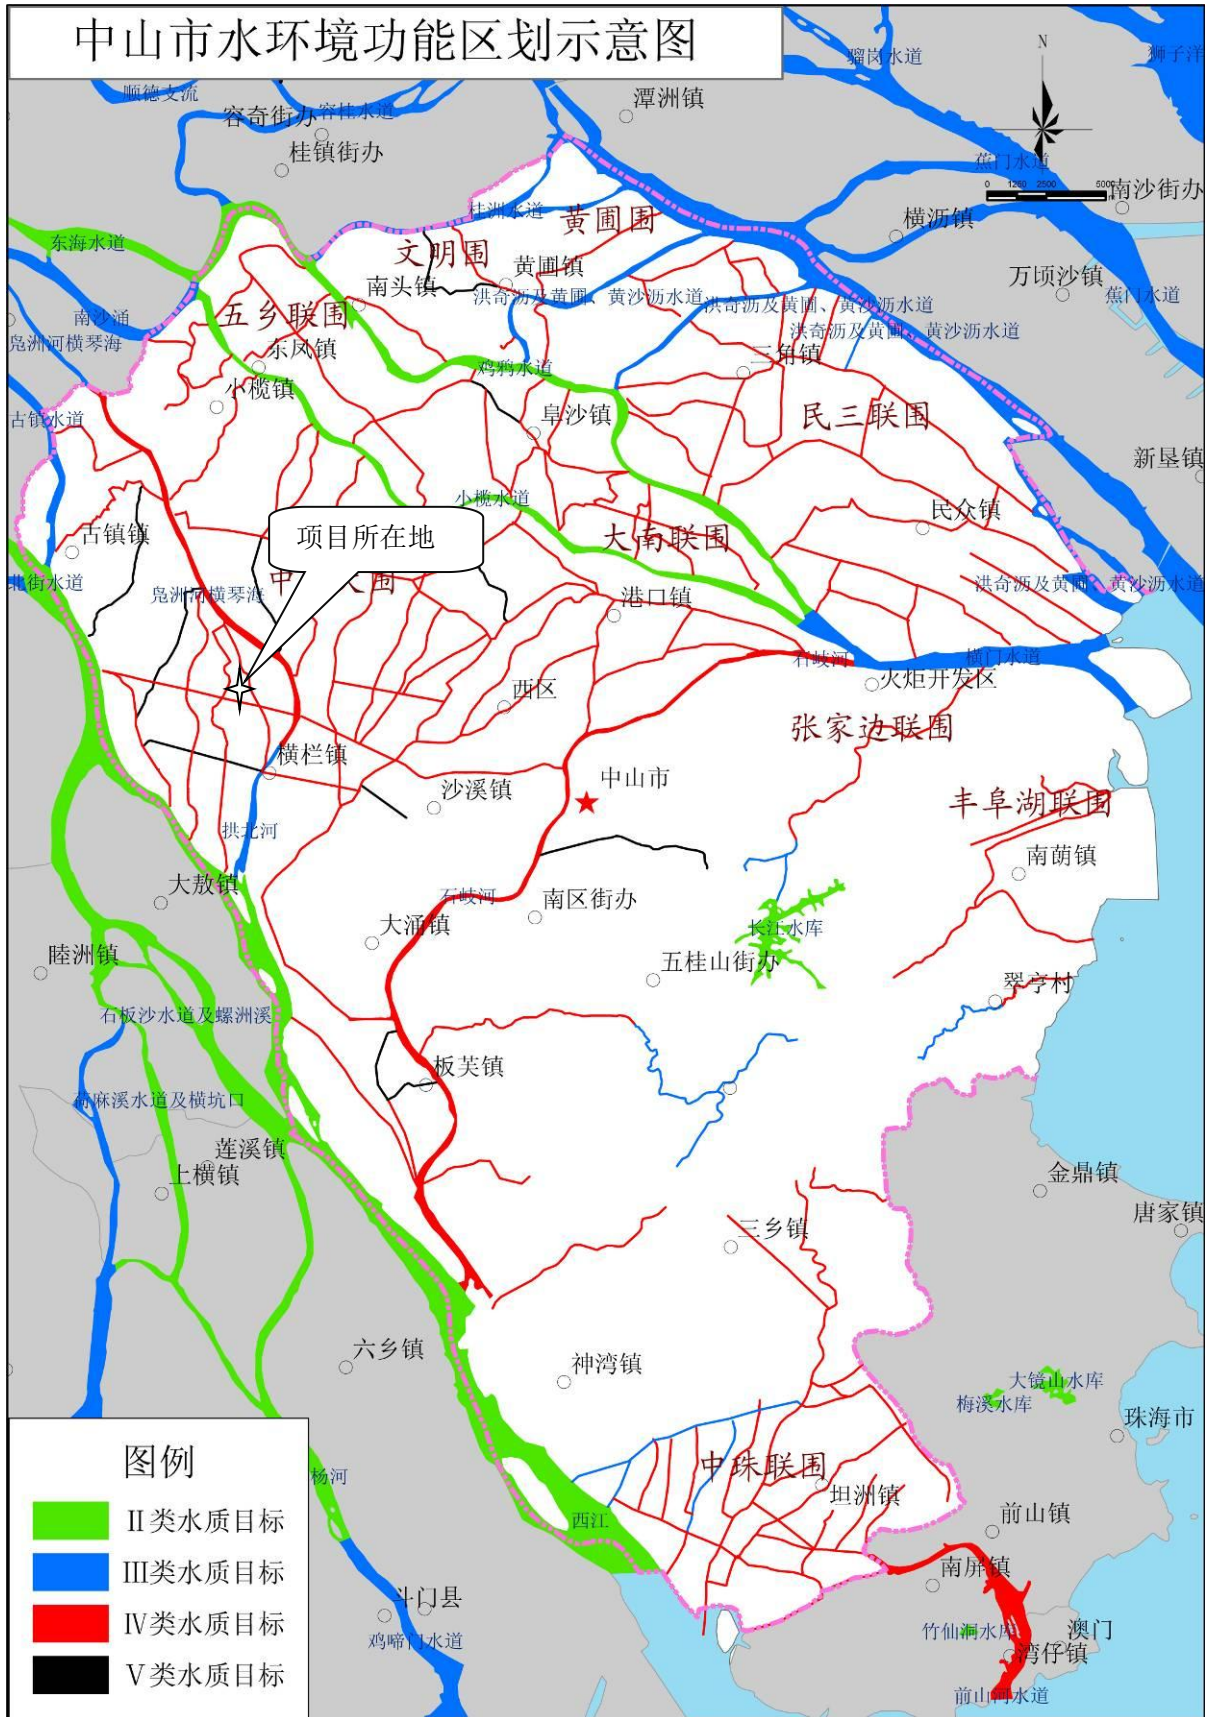 中山市水环境功能区划示意图
骝岗水道
狮子洋
顺德支流
容奇街办
容桂水道
潭洲镇
N
桂镇街办
蕉门水道
0 1250 2500 5000
南沙街办
桂洲水道
黄圃围
横沥镇
东海水道
文明围
黄圃镇
万顷沙镇
南头镇
洪奇沥及黄圃、黄沙沥水道
洪奇沥及黄圃、黄沙沥水道
蕉门水道
南沙涌
五乡联围
洪奇沥及黄圃、黄沙沥水道
凫洲河横琴海
东凤镇
鸡鸦水道
三角镇
小榄镇
古镇水道
阜沙镇
民三联围
新垦镇
小榄水道
古镇镇
项目所在地
大南联围
民众镇
北街水道
中
围
洪奇沥及黄圃、黄沙沥水道
凫洲河横琴海
港口镇
石岐河
横门水道
西区
火炬开发区
张家边联围
横栏镇
中山市
沙溪镇
丰阜湖联围
拱北河
南蓢镇
大敖镇
石岐河
南区街办
大涌镇
长江水库
睦洲镇
五桂山街办
翠亨村
石板沙水道及螺洲溪
板芙镇
荷麻溪水道及横坑口
莲溪镇
上横镇
金鼎镇
唐家镇
三乡镇
六乡镇
神湾镇
大镜山水库
梅溪水库
珠海市
图例
中珠联围
杨河
坦洲镇
II类水质目标
西江
前山镇
III类水质目标
南屏镇
IV类水质目标
斗门县
竹仙洞水库
澳门
鸡啼门水道
湾仔镇
V类水质目标
前山河水道